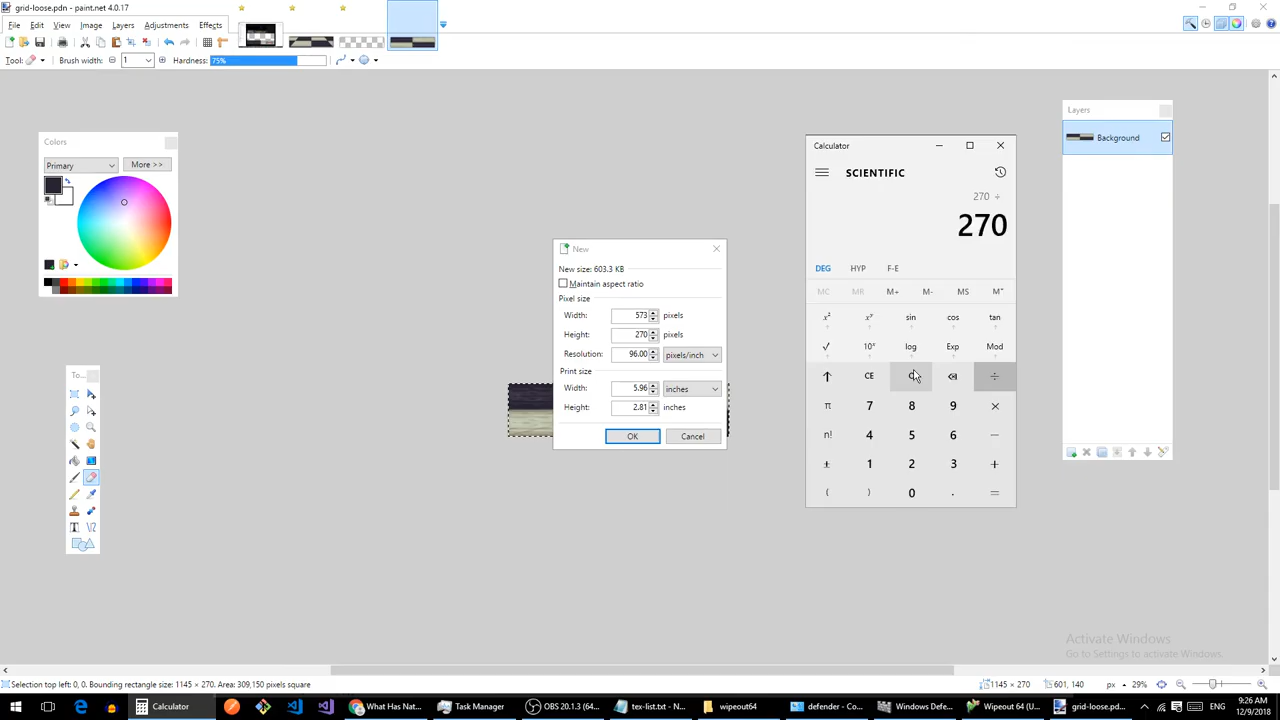 grid-loose.pdn - paint.net 4.0.17
File Edit View Image Layers Adjustments Effects
Tool: Brush width: 1 Hardness: 75%
Colors
Primary More >>
To...
New
New size: 603.3 KB
Maintain aspect ratio
Pixel size
Width: 573 pixels
Height: 270 pixels
Resolution: 96.00 pixels/inch
Print size
Width: 5.96 inches
Height: 2.81 inches
OK Cancel
Calculator
SCIENTIFIC
270 ÷
270
DEG HYP F-E
MC MR M+ M- MS M˅
x² xʸ sin cos tan
√ 10ˣ log Exp Mod
↑ CE ÷
π 7 8 9 ×
n! 4 5 6 −
± 1 2 3 +
( ) 0 . =
Layers
Background
Activate Windows
Go to Settings to activate Windows.
Selection top left: 0, 0. Bounding rectangle size: 1145 × 270. Area: 309,150 pixels square
1145 × 270 601, 140 px 29%
Calculator What Has Nat... Task Manager OBS 20.1.3 (64... tex-list.txt - N... wipeout64 defender - Co... Windows Defe... Wipeout 64 (U... ENG
9:26 AM
12/9/2018